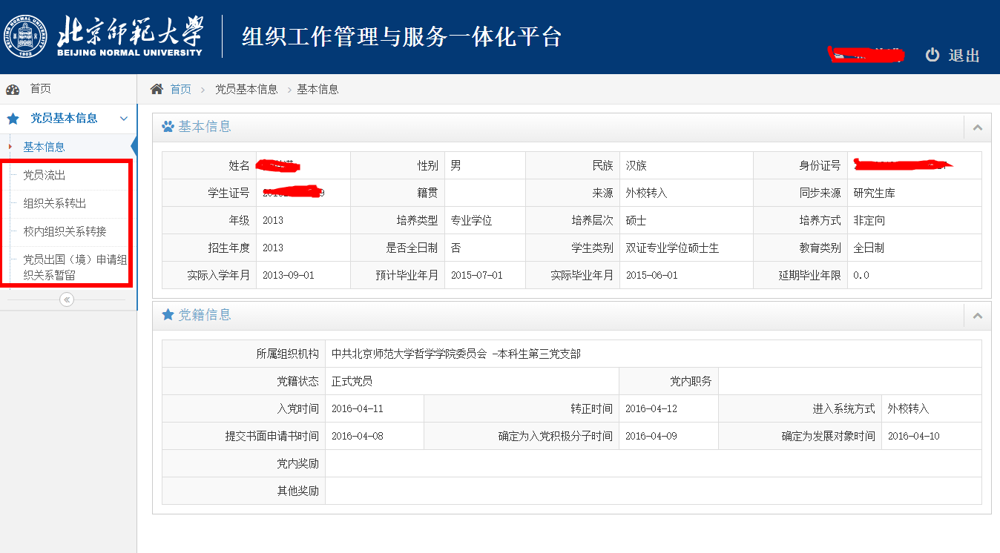 北京师范大学
BEIJING NORMAL UNIVERSITY
BEIJING NORMAL UNIVERSITY
1902
组织工作管理与服务一体化平台
退出
首页
党员基本信息
基本信息
党员流出
组织关系转出
校内组织关系转接
党员出国（境）申请组
织关系暂留
首页 > 党员基本信息 > 基本信息
基本信息
姓名 性别 男 民族 汉族 身份证号
学生证号 籍贯 来源 外校转入 同步来源 研究生库
年级 2013 培养类型 专业学位 培养层次 硕士 培养方式 非定向
招生年度 2013 是否全日制 否 学生类别 双证专业学位硕士生 教育类别 全日制
实际入学年月 2013-09-01 预计毕业年月 2015-07-01 实际毕业年月 2015-06-01 延期毕业年限 0.0
党籍信息
所属组织机构 中共北京师范大学哲学学院委员会 -本科生第三党支部
党籍状态 正式党员 党内职务
入党时间 2016-04-11 转正时间 2016-04-12 进入系统方式 外校转入
提交书面申请书时间 2016-04-08 确定为入党积极分子时间 2016-04-09 确定为发展对象时间 2016-04-10
党内奖励
其他奖励